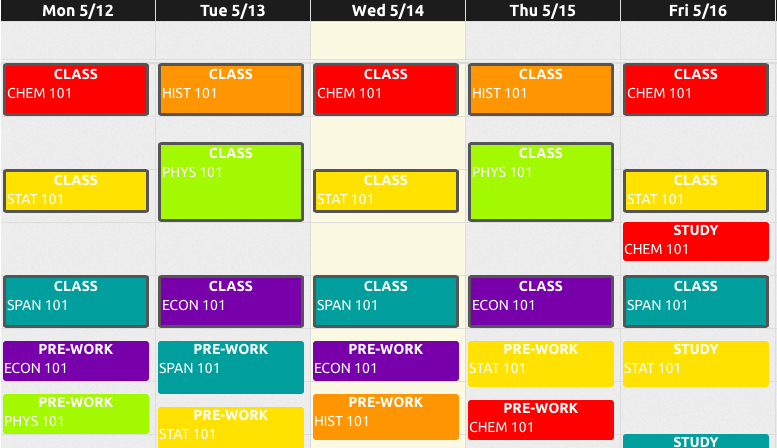 Mon 5/12 Tue 5/13 Wed 5/14 Thu 5/15 Fri 5/16
CLASS CLASS CLASS CLASS CLASS
CHEM 101 HIST 101 CHEM 101 HIST 101 CHEM 101
CLASS CLASS
PHYS 101 PHYS 101
CLASS CLASS CLASS
STAT 101 STAT 101 STAT 101
STUDY
CHEM 101
CLASS CLASS CLASS CLASS CLASS
SPAN 101 ECON 101 SPAN 101 ECON 101 SPAN 101
PRE-WORK PRE-WORK PRE-WORK PRE-WORK STUDY
ECON 101 SPAN 101 ECON 101 STAT 101 STAT 101
PRE-WORK PRE-WORK
PHYS 101 HIST 101
PRE-WORK PRE-WORK
STAT 101 CHEM 101
STUDY